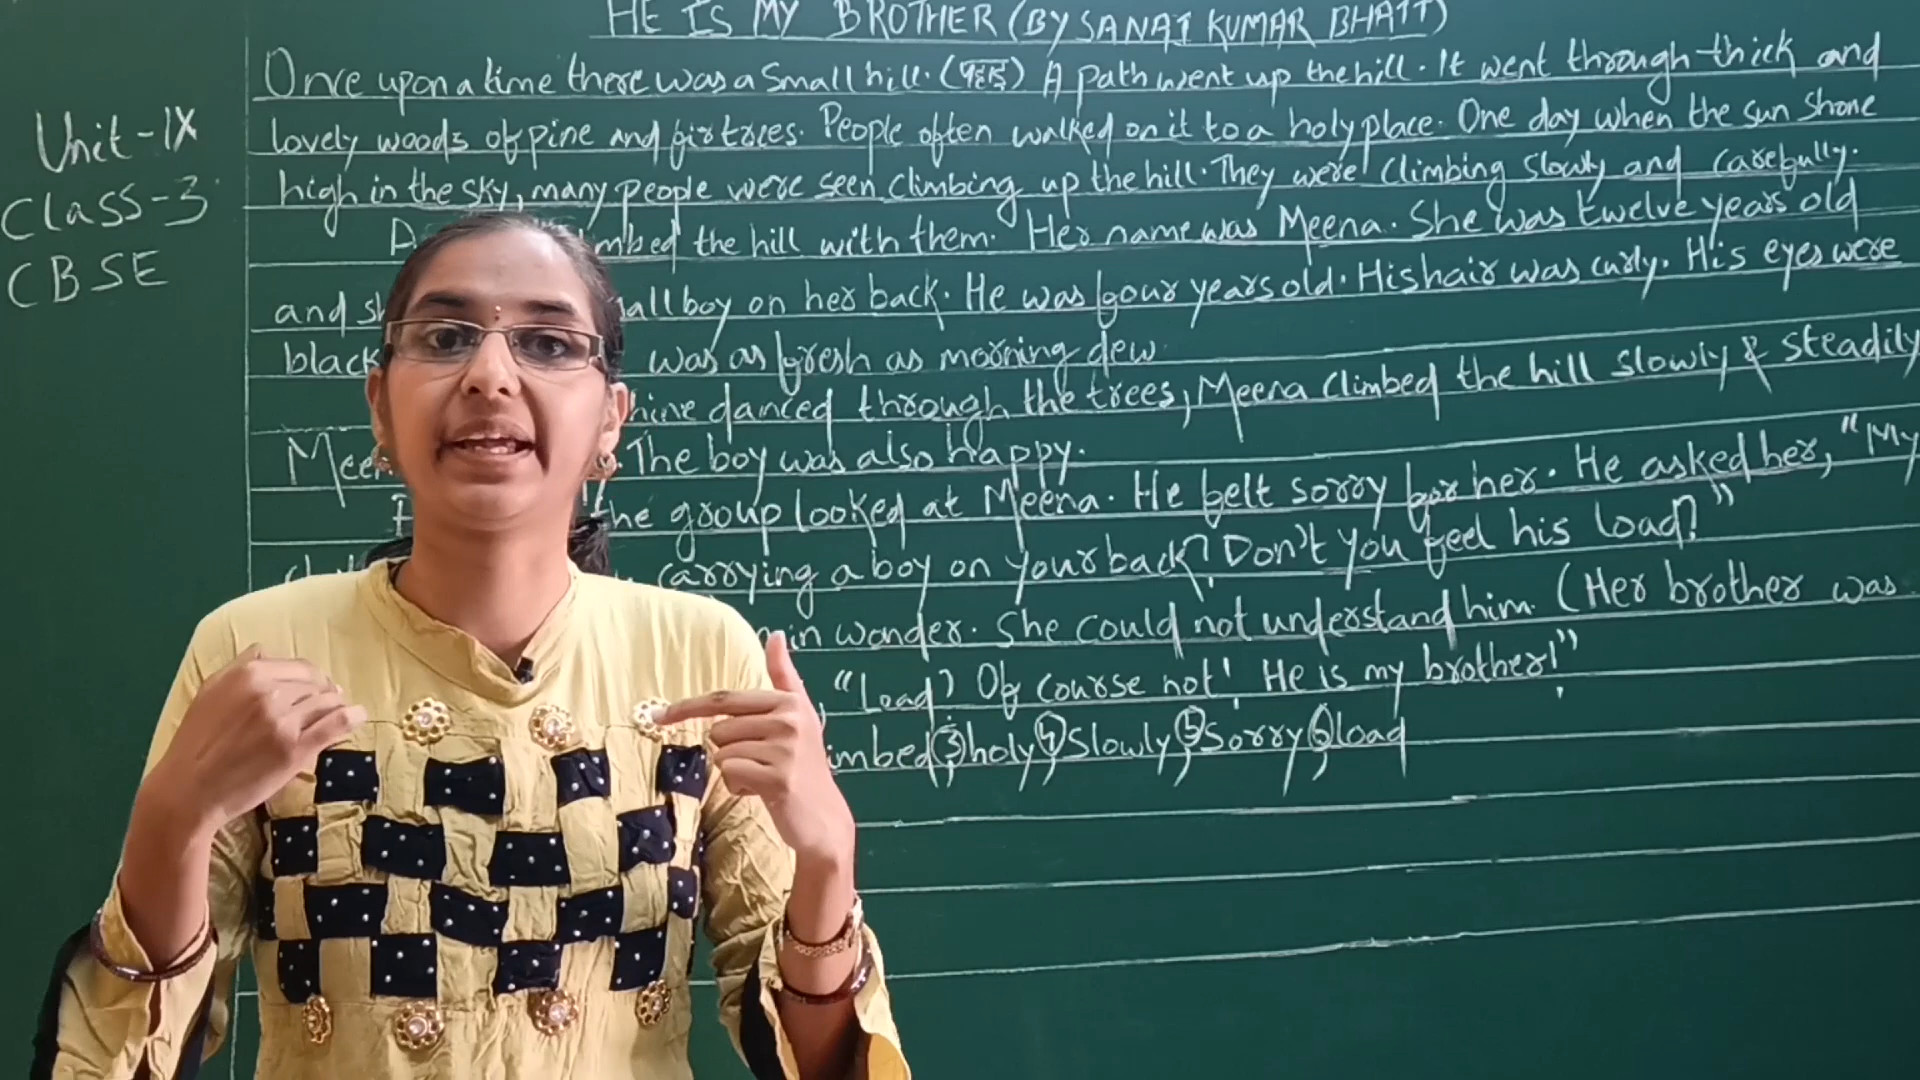 HE IS MY BROTHER (BY SANAT KUMAR BHATT)
Once upon a time there was a small hill. (पहाड़) A path went up the hill. It went through thick and
lovely woods of pine and fir trees. People often walked on it to a holy place. One day when the sun shone
high in the sky, many people were seen climbing up the hill. They were climbing slowly and carefully.
the hill with them. Her name was Meena. She was twelve years old
and boy on her back. He was four years old. His hair was curly. His eyes were
black was as fresh as morning dew.
danced through the trees, Meena climbed the hill slowly & steadily
The boy was also happy.
the group looked at Meena. He felt sorry for her. He asked her, "My
carrying a boy on your back? Don't you feel his load?"
in wonder. She could not understand him. (Her brother was
"Load? Of course not! He is my brother!"
③ holy, ④ Slowly, ⑤ Sorry, ⑥ load
Unit-IX
Class-3
CBSE